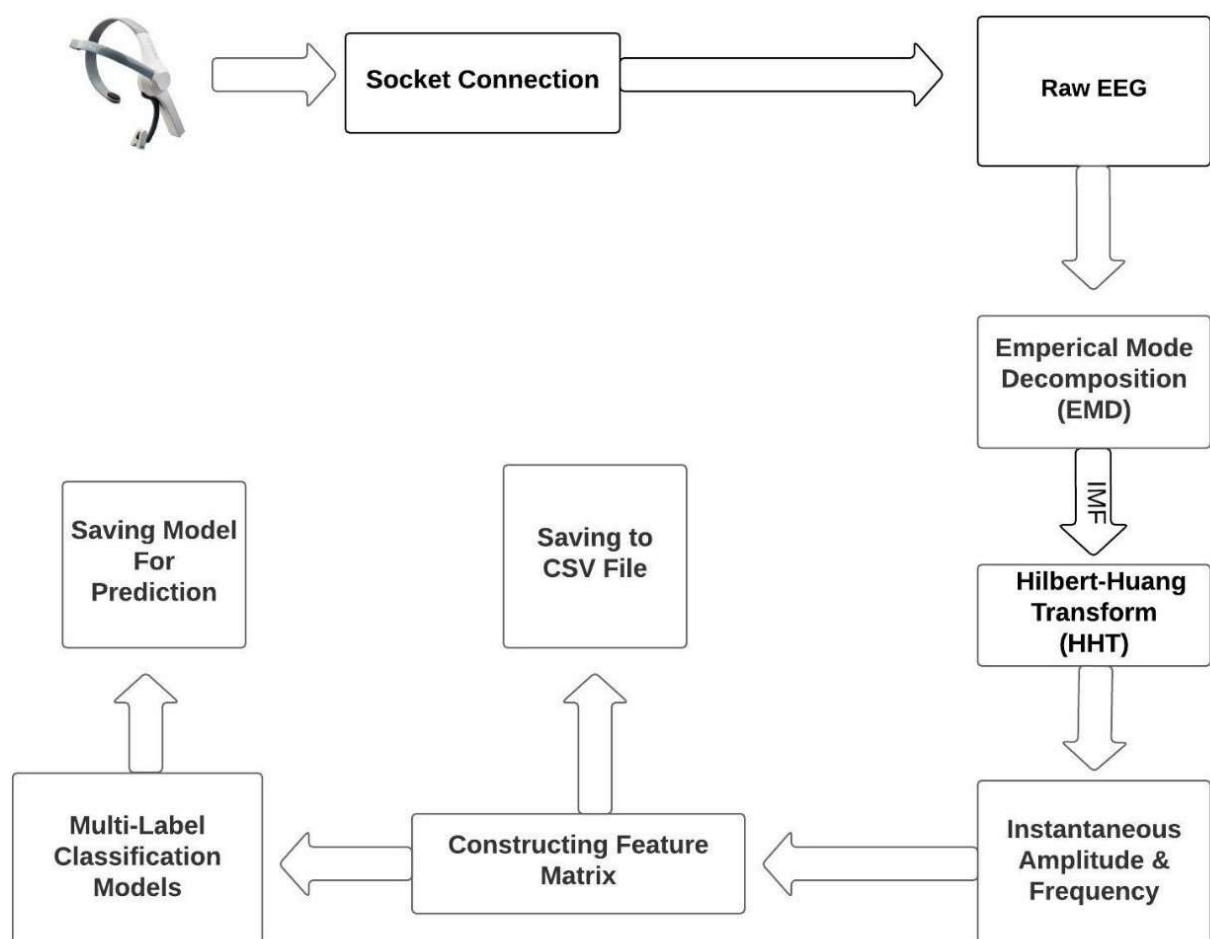 Socket Connection
Raw EEG
Emperical Mode
Decomposition
(EMD)
IMF
Hilbert-Huang
Transform
(HHT)
Instantaneous
Amplitude &
Frequency
Constructing Feature
Matrix
Saving to
CSV File
Multi-Label
Classification
Models
Saving Model
For
Prediction